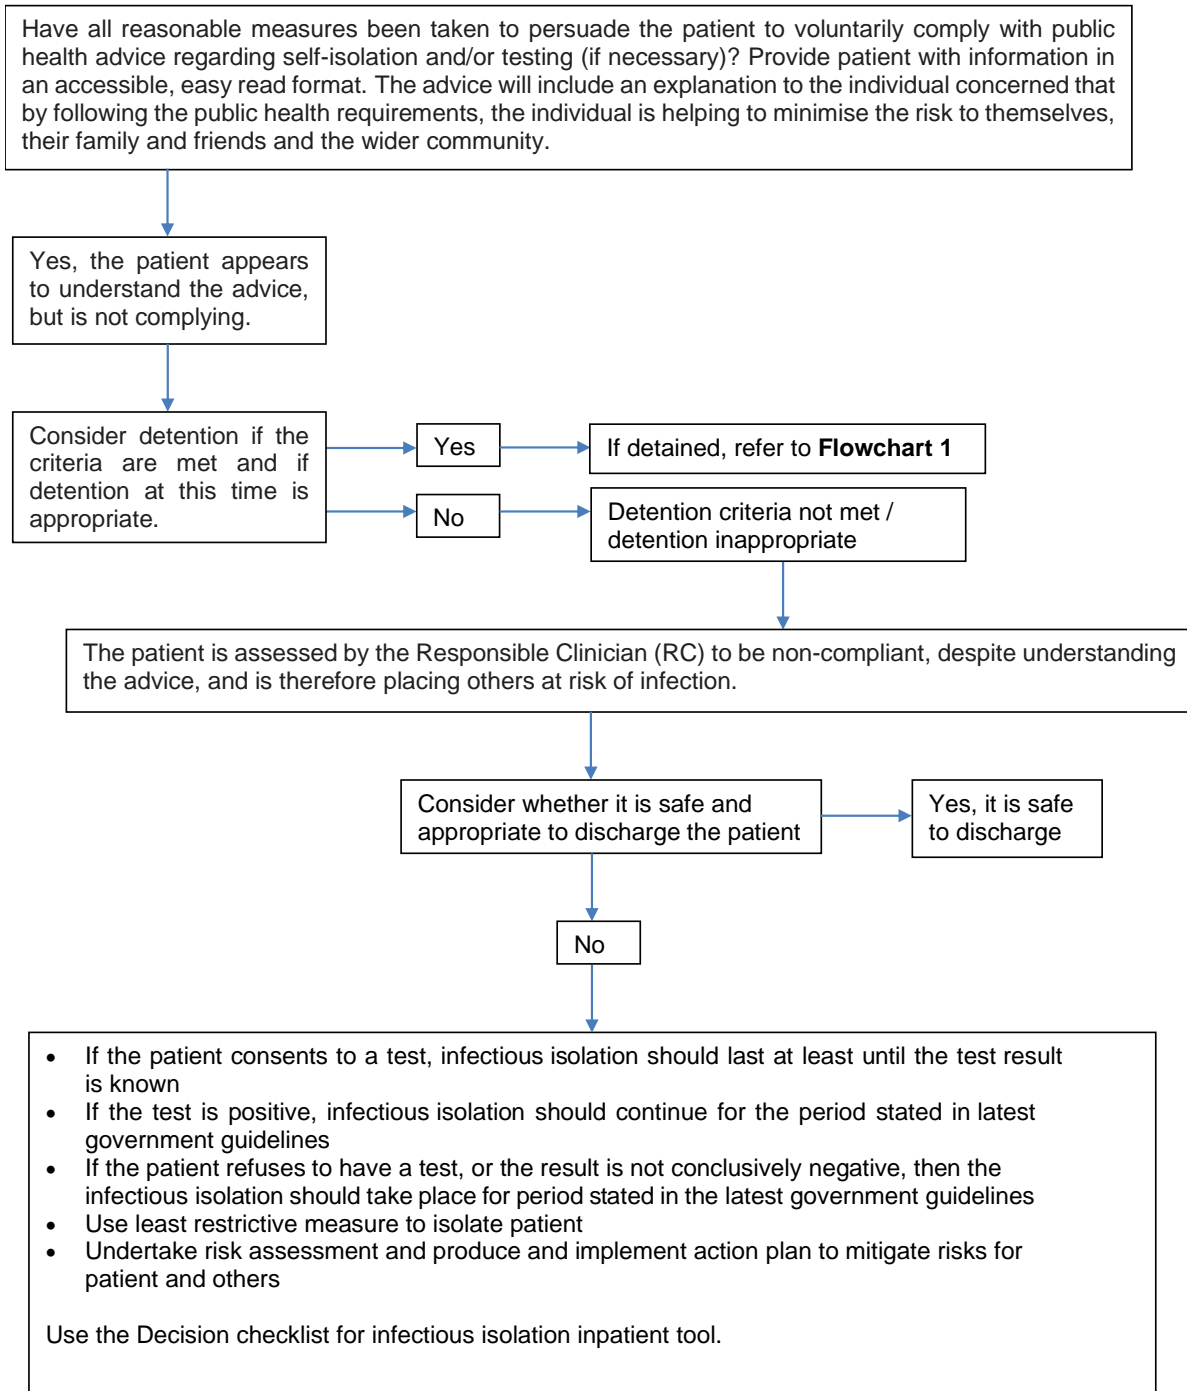 Have all reasonable measures been taken to persuade the patient to voluntarily comply with public
health advice regarding self-isolation and/or testing (if necessary)? Provide patient with information in
an accessible, easy read format. The advice will include an explanation to the individual concerned that
by following the public health requirements, the individual is helping to minimise the risk to themselves,
their family and friends and the wider community.
Yes, the patient appears
to understand the advice,
but is not complying.
Consider detention if the
criteria are met and if
detention at this time is
appropriate.
Yes
If detained, refer to Flowchart 1
No
Detention criteria not met /
detention inappropriate
The patient is assessed by the Responsible Clinician (RC) to be non-compliant, despite understanding
the advice, and is therefore placing others at risk of infection.
Consider whether it is safe and
appropriate to discharge the patient
Yes, it is safe
to discharge
No
• If the patient consents to a test, infectious isolation should last at least until the test result
is known
• If the test is positive, infectious isolation should continue for the period stated in latest
government guidelines
• If the patient refuses to have a test, or the result is not conclusively negative, then the
infectious isolation should take place for period stated in the latest government guidelines
• Use least restrictive measure to isolate patient
• Undertake risk assessment and produce and implement action plan to mitigate risks for
patient and others
Use the Decision checklist for infectious isolation inpatient tool.